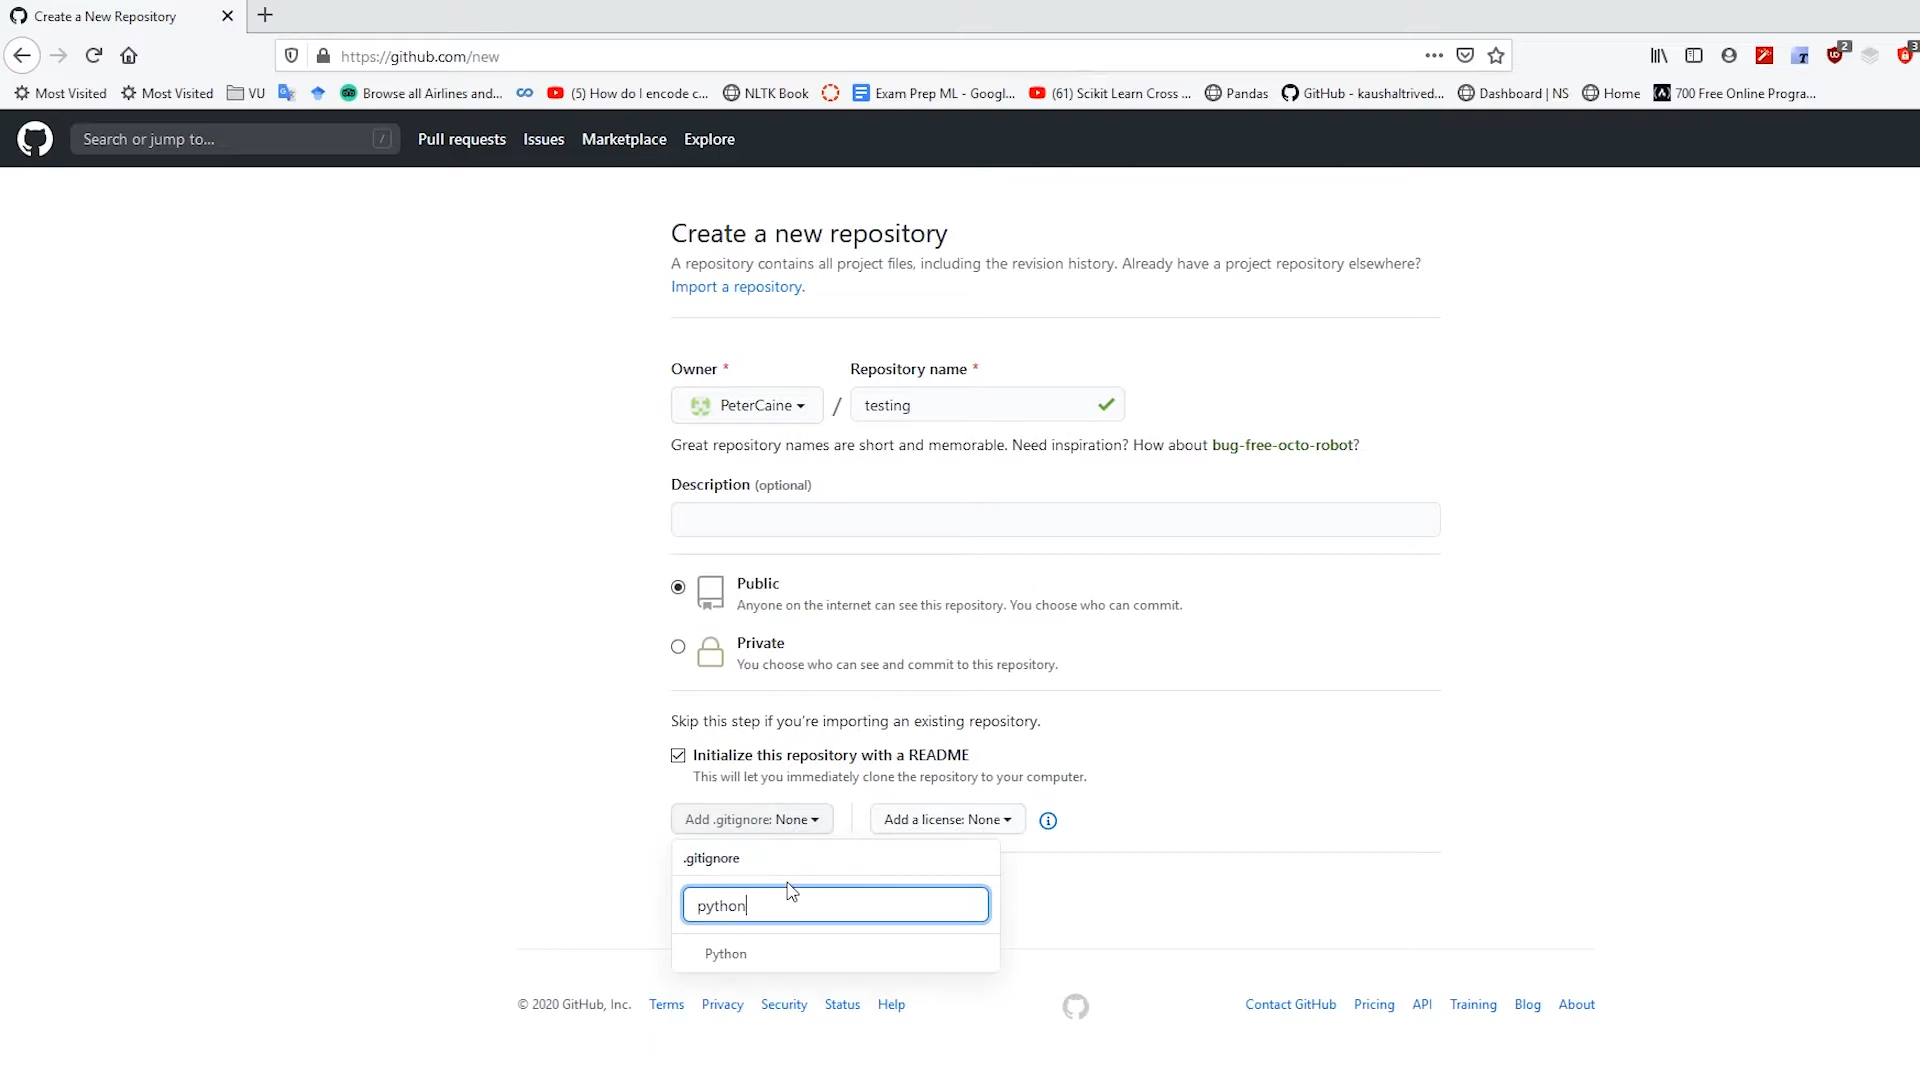 Create a New Repository
https://github.com/new
2
3
Most Visited Most Visited VU Browse all Airlines and... (5) How do I encode c... NLTK Book Exam Prep ML - Googl... (61) Scikit Learn Cross ... Pandas GitHub - kaushaltrived... Dashboard | NS Home 700 Free Online Progra...
Search or jump to... / Pull requests Issues Marketplace Explore
Create a new repository
A repository contains all project files, including the revision history. Already have a project repository elsewhere?
Import a repository.
Owner * Repository name *
PeterCaine / testing
Great repository names are short and memorable. Need inspiration? How about bug-free-octo-robot?
Description (optional)
Public
Anyone on the internet can see this repository. You choose who can commit.
Private
You choose who can see and commit to this repository.
Skip this step if you're importing an existing repository.
Initialize this repository with a README
This will let you immediately clone the repository to your computer.
Add .gitignore: None Add a license: None
.gitignore
python
Python
© 2020 GitHub, Inc. Terms Privacy Security Status Help Contact GitHub Pricing API Training Blog About